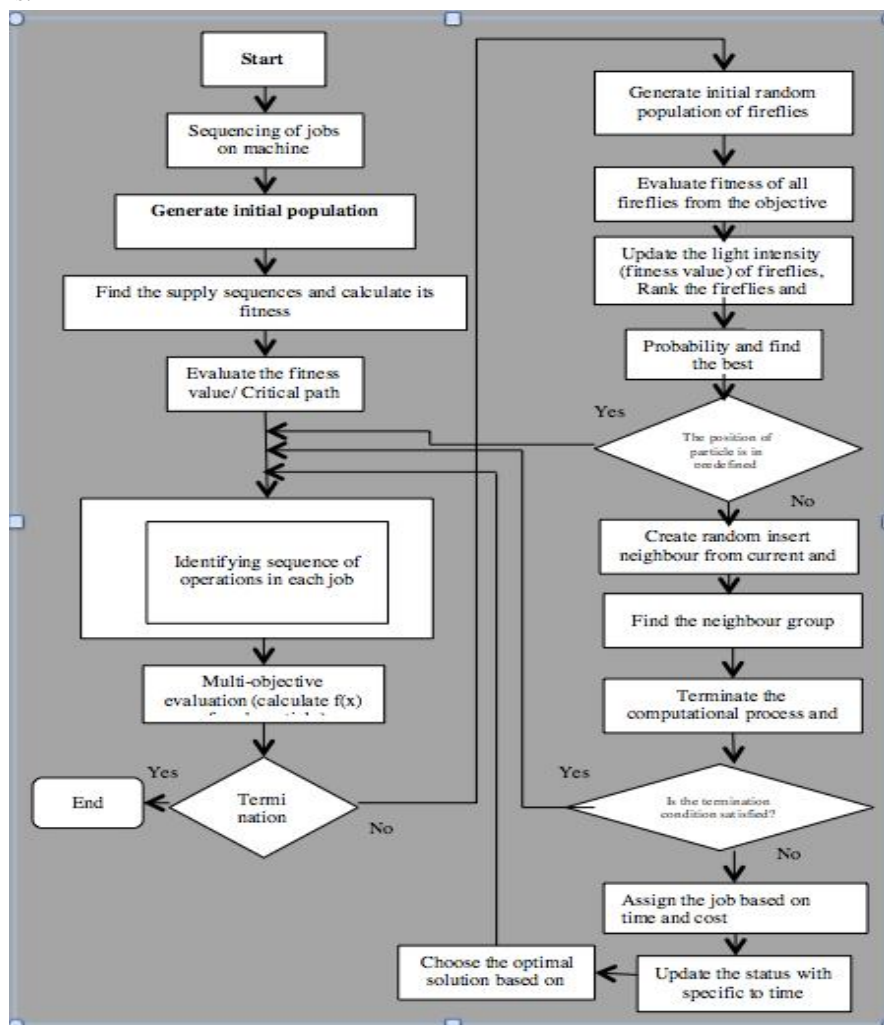 Start
Sequencing of jobs
on machine
Generate initial population
Find the supply sequences and calculate its
fitness
Evaluate the fitness
value/ Critical path
Identifying sequence of
operations in each job
Multi-objective
evaluation (calculate f(x)
Termi
nation
Yes
End
No
Generate initial random
population of fireflies
Evaluate fitness of all
fireflies from the objective
Update the light intensity
(fitness value) of fireflies,
Rank the fireflies and
Probability and find
the best
Yes
The position of
particle is in
No
Create random insert
neighbour from current and
Find the neighbour group
Terminate the
computational process and
Yes
Is the termination
condition satisfied?
No
Assign the job based on
time and cost
Update the status with
specific to time
Choose the optimal
solution based on